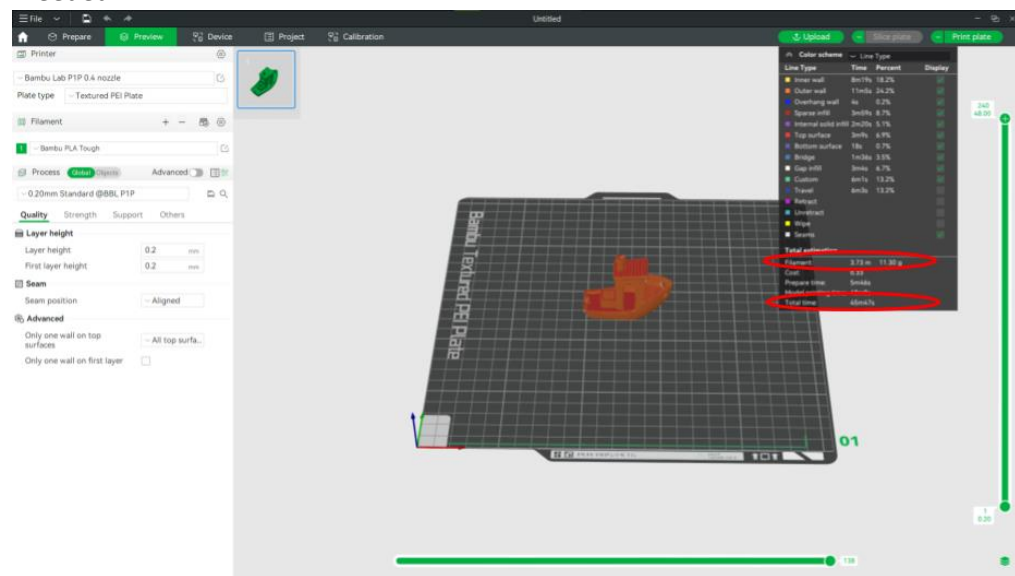 File
Untitled
Prepare
Preview
Device
Project
Calibration
Upload
Slice plate
Print plate
Printer
Bambu Lab P1P 0.4 nozzle
Plate type
Textured PEI Plate
Filament
+ -
1
Bambu PLA Tough
Process
Global
Objects
Advanced
0.20mm Standard @BBL P1P
Quality
Strength
Support
Others
Layer height
Layer height 0.2 mm
First layer height 0.2 mm
Seam
Seam position Aligned
Advanced
Only one wall on top surfaces
All top surfa...
Only one wall on first layer
Color scheme Line Type
Line Type Time Percent Display
Inner wall 8m19s 18.2%
Outer wall 11m5s 24.2%
Overhang wall 4s 0.2%
Sparse infill 3m59s 8.7%
Internal solid infill 2m20s 5.1%
Top surface 3m9s 6.9%
Bottom surface 18s 0.7%
Bridge 1m36s 3.5%
Gap infill 3m4s 6.7%
Custom 6m1s 13.2%
Travel 6m3s 13.2%
Retract
Unretract
Wipe
Seams
Total estimation
Filament 3.73 m 11.30 g
Cost 0.33
Prepare time 5m46s
Total time 45m47s
240
48.00
Bambu Textured PEI Plate
01
1
0.20
138